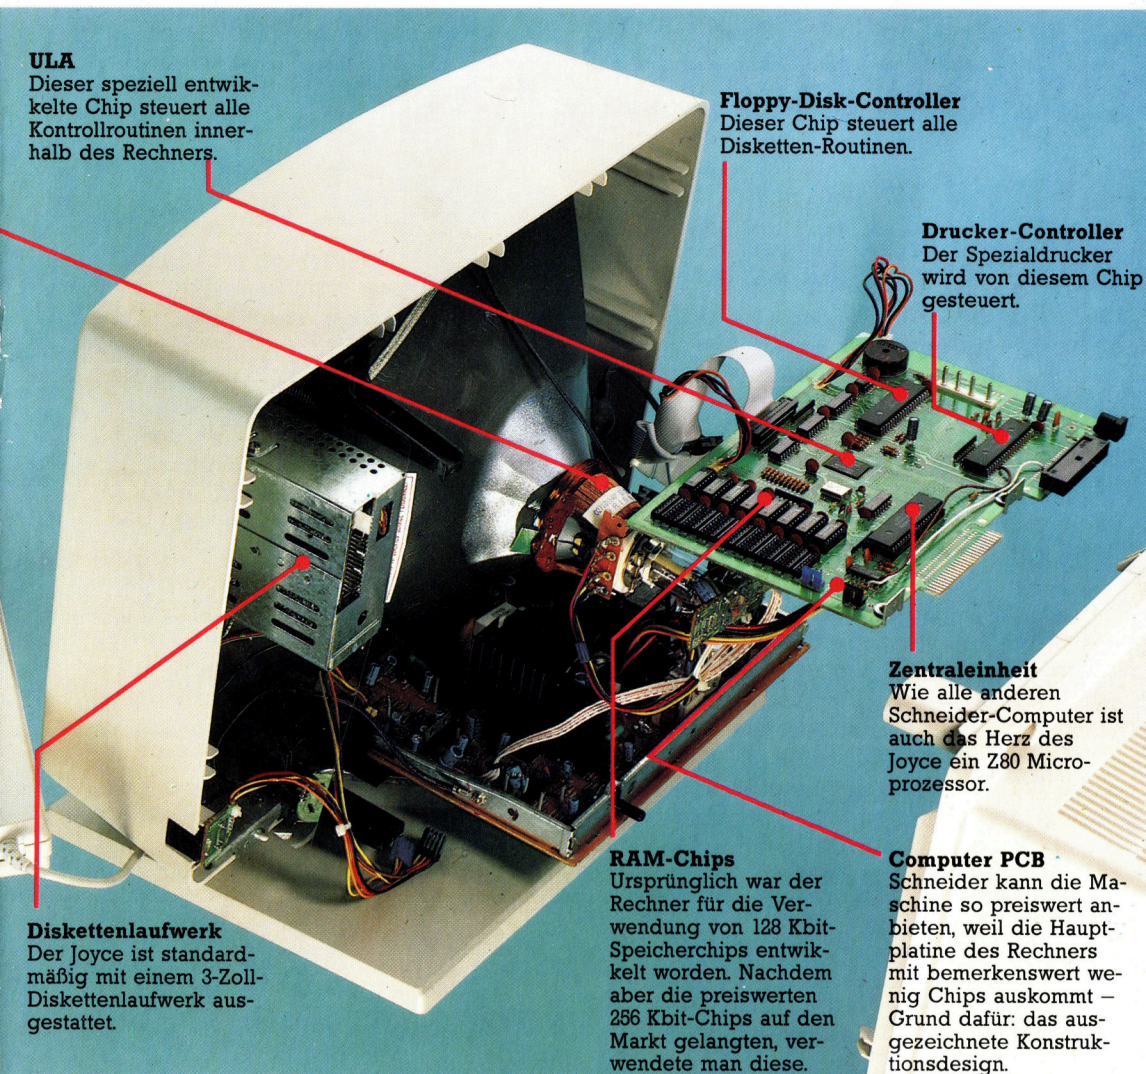 ULA
Dieser speziell entwik-
kelte Chip steuert alle
Kontrollroutinen inner-
halb des Rechners.
Floppy-Disk-Controller
Dieser Chip steuert alle
Disketten-Routinen.
Drucker-Controller
Der Spezialdrucker
wird von diesem Chip
gesteuert.
Zentraleinheit
Wie alle anderen
Schneider-Computer ist
auch das Herz des
Joyce ein Z80 Micro-
prozessor.
Diskettenlaufwerk
Der Joyce ist standard-
mäßig mit einem 3-Zoll-
Diskettenlaufwerk aus-
gestattet.
RAM-Chips
Ursprünglich war der
Rechner für die Ver-
wendung von 128 Kbit-
Speicherchips entwik-
kelt worden. Nachdem
aber die preiswerten
256 Kbit-Chips auf den
Markt gelangten, ver-
wendete man diese.
Computer PCB
Schneider kann die Ma-
schine so preiswert an-
bieten, weil die Haupt-
platine des Rechners
mit bemerkenswert we-
nig Chips auskommt –
Grund dafür: das aus-
gezeichnete Konstruk-
tionsdesign.